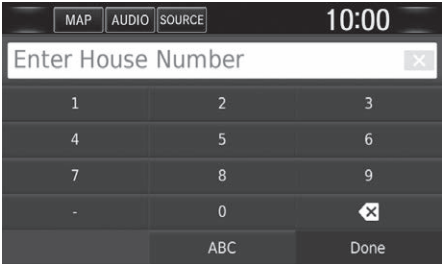 MAP AUDIO SOURCE 10:00
Enter House Number
1 2 3
4 5 6
7 8 9
- 0
ABC Done